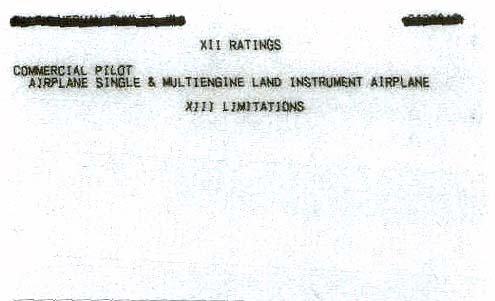 XII RATINGS
COMMERCIAL PILOT
AIRPLANE SINGLE & MULTIENGINE LAND INSTRUMENT AIRPLANE
XIII LIMITATIONS